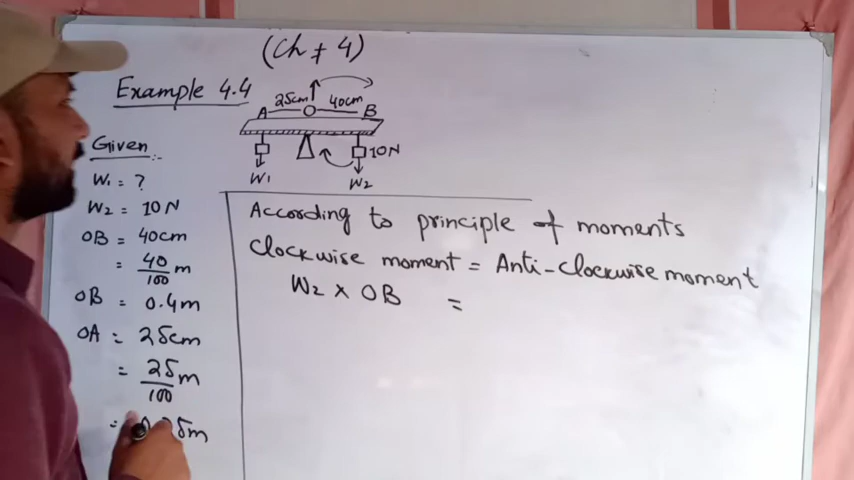 (Ch # 4)
Example 4.4
25cm 40cm
A O B
10N
W1 W2
Given :-
W1 = ?
W2 = 10N
OB = 40cm
= 40/100 m
OB = 0.4m
OA = 25cm
= 25/100 m
=
According to principle of moments
Clockwise moment = Anti-clockwise moment
W2 × OB =